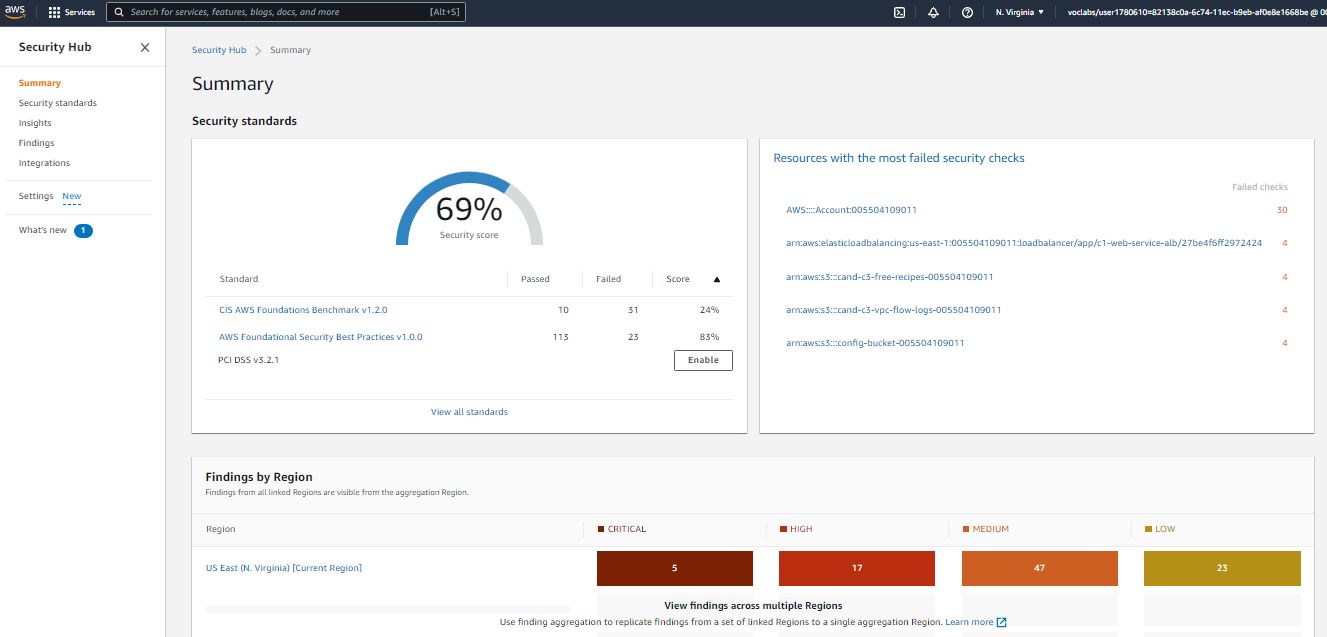 aws Services Search for services, features, blogs, docs, and more [Alt+S] N. Virginia ▼ voclabs/user1780610=82138c0a-6c74-11ec-b9eb-af0e8e1668be @ 00
Security Hub
Summary
Security standards
Insights
Findings
Integrations
Settings New
What's new 1
Security Hub > Summary
Summary
Security standards
69%
Security score
Standard Passed Failed Score ▲
CIS AWS Foundations Benchmark v1.2.0 10 31 24%
AWS Foundational Security Best Practices v1.0.0 113 23 83%
PCI DSS v3.2.1 Enable
View all standards
Resources with the most failed security checks
Failed checks
AWS::::Account:005504109011 30
arn:aws:elasticloadbalancing:us-east-1:005504109011:loadbalancer/app/c1-web-service-alb/27be4f6ff2972424 4
arn:aws:s3:::cand-c3-free-recipes-005504109011 4
arn:aws:s3:::cand-c3-vpc-flow-logs-005504109011 4
arn:aws:s3:::config-bucket-005504109011 4
Findings by Region
Findings from all linked Regions are visible from the aggregation Region.
Region CRITICAL HIGH MEDIUM LOW
US East (N. Virginia) [Current Region] 5 17 47 23
View findings across multiple Regions
Use finding aggregation to replicate findings from a set of linked Regions to a single aggregation Region. Learn more